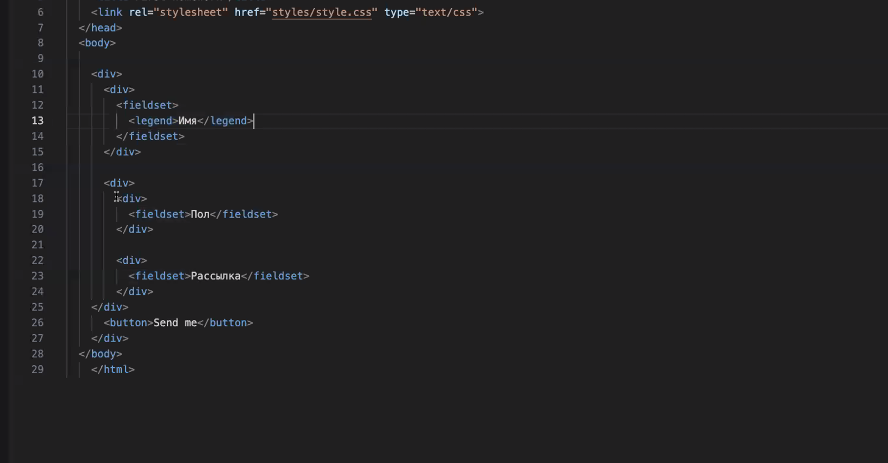 6 <link rel="stylesheet" href="styles/style.css" type="text/css">
7 </head>
8 <body>
9
10 <div>
11 <div>
12 <fieldset>
13 <legend>Имя</legend>
14 </fieldset>
15 </div>
16
17 <div>
18 <div>
19 <fieldset>Пол</fieldset>
20 </div>
21
22 <div>
23 <fieldset>Рассылка</fieldset>
24 </div>
25 </div>
26 <button>Send me</button>
27 </div>
28 </body>
29 </html>